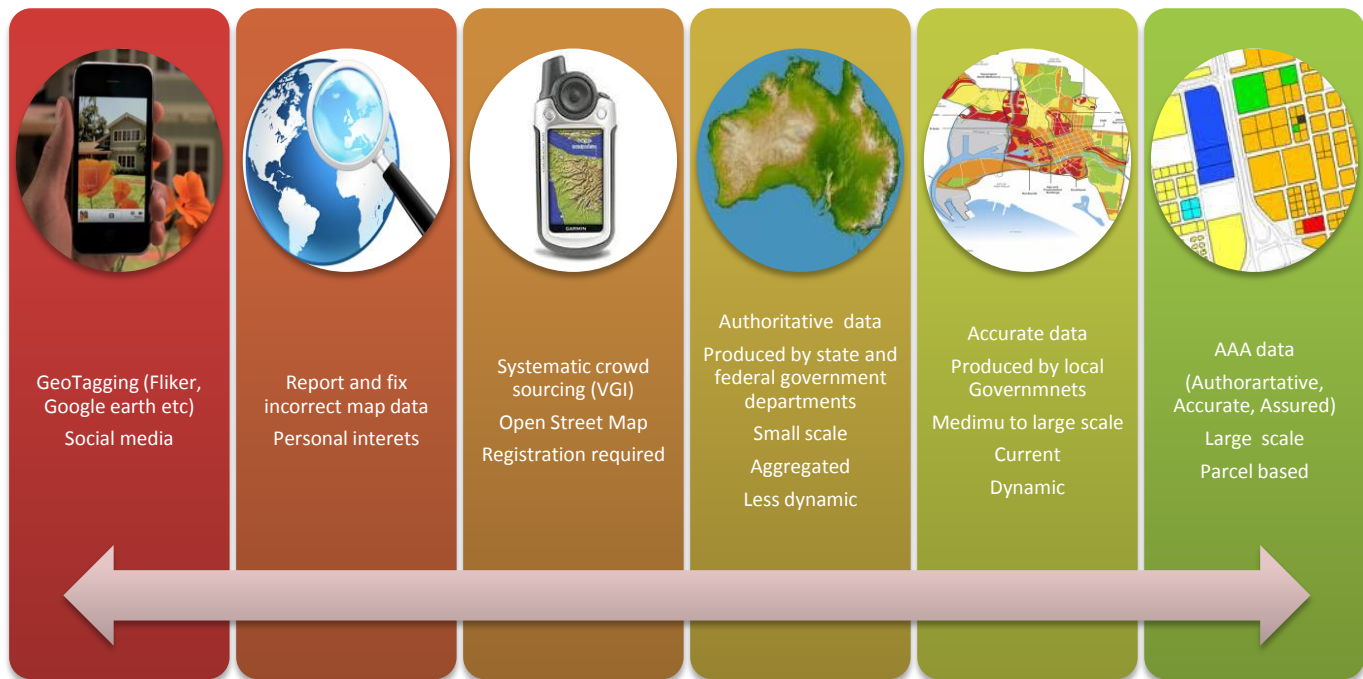 GeoTagging (Fliker,
Google earth etc)
Social media
Report and fix
incorrect map data
Personal interets
GARMIN
Systematic crowd
sourcing (VGI)
Open Street Map
Registration required
Authoritative data
Produced by state and
federal government
departments
Small scale
Aggregated
Less dynamic
Accurate data
Produced by local
Governmnets
Medimu to large scale
Current
Dynamic
AAA data
(Authorartative,
Accurate, Assured)
Large scale
Parcel based